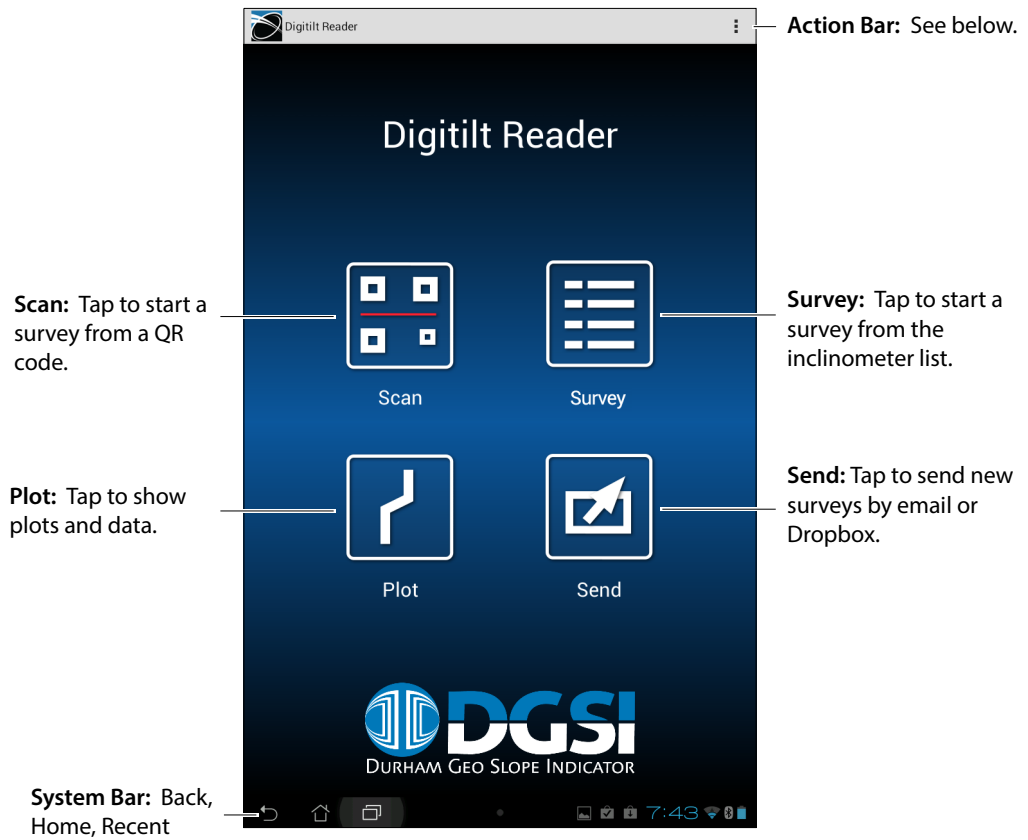 Digitilt Reader
Action Bar: See below.
Digitilt Reader
Scan: Tap to start a
survey from a QR
code.
Survey: Tap to start a
survey from the
inclinometer list.
Scan
Survey
Plot: Tap to show
plots and data.
Send: Tap to send new
surveys by email or
Dropbox.
Plot
Send
DGSI
DURHAM GEO SLOPE INDICATOR
System Bar: Back,
Home, Recent
7:43